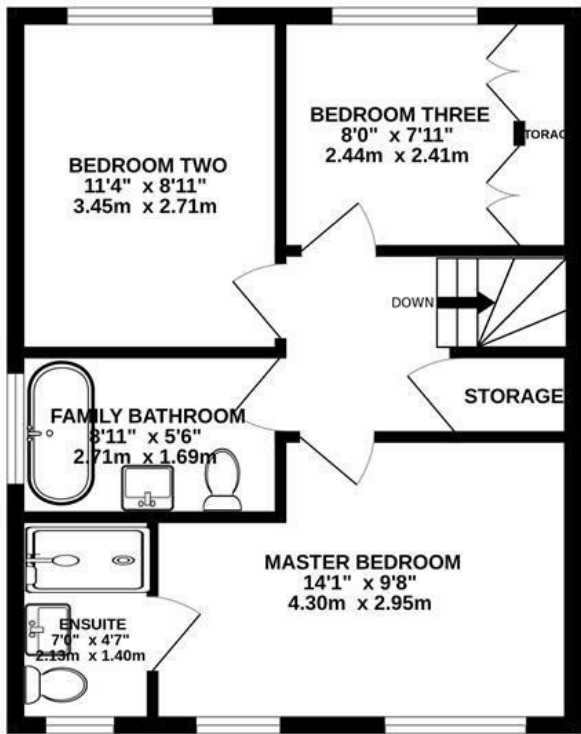 BEDROOM TWO
11'4" x 8'11"
3.45m x 2.71m
BEDROOM THREE
8'0" x 7'11"
2.44m x 2.41m
TORAG
DOWN
STORAGE
FAMILY BATHROOM
8'11" x 5'6"
2.71m x 1.69m
MASTER BEDROOM
14'1" x 9'8"
4.30m x 2.95m
ENSUITE
7'0" x 4'7"
2.13m x 1.40m